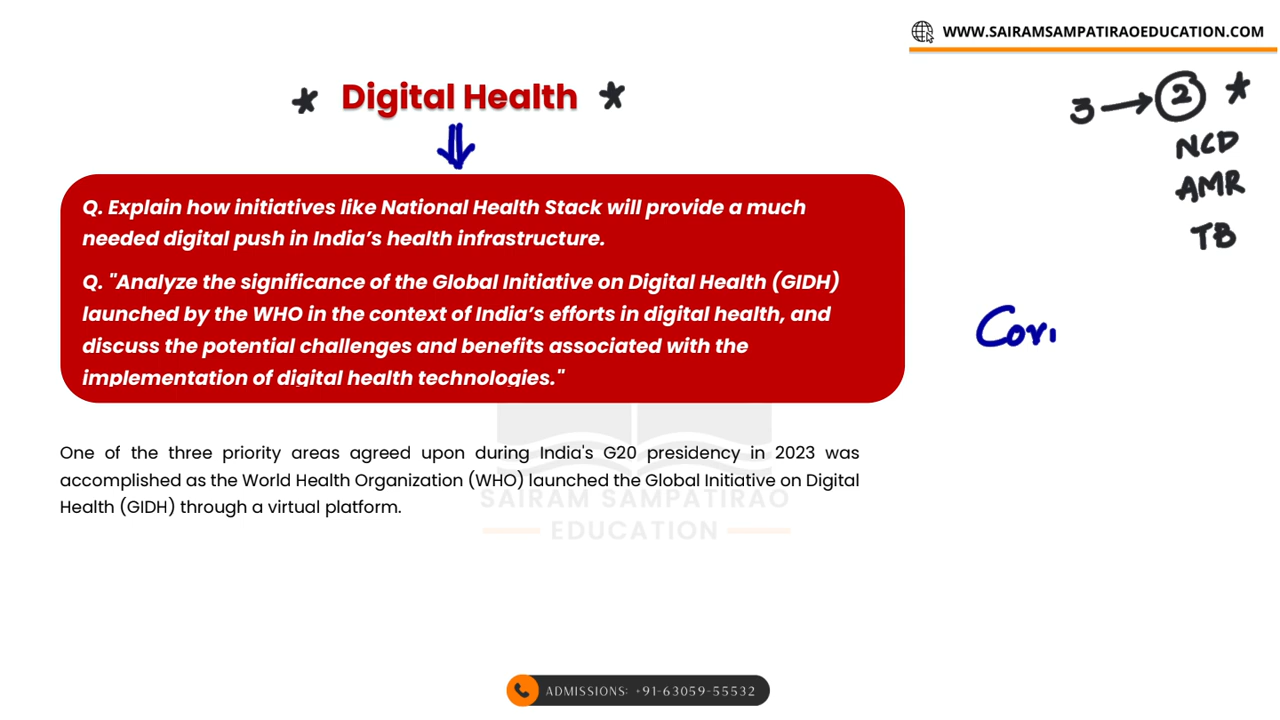 WWW.SAIRAMSAMPATIRAOEDUCATION.COM
* Digital Health *
3 → 2 *
NCD
AMR
TB
Q. Explain how initiatives like National Health Stack will provide a much
needed digital push in India’s health infrastructure.
Q. "Analyze the significance of the Global Initiative on Digital Health (GIDH)
launched by the WHO in the context of India’s efforts in digital health, and
discuss the potential challenges and benefits associated with the
implementation of digital health technologies."
Covi
One of the three priority areas agreed upon during India's G20 presidency in 2023 was
accomplished as the World Health Organization (WHO) launched the Global Initiative on Digital
Health (GIDH) through a virtual platform.
SAIRAM SAMPATIRAO
EDUCATION
ADMISSIONS: +91-63059-55532